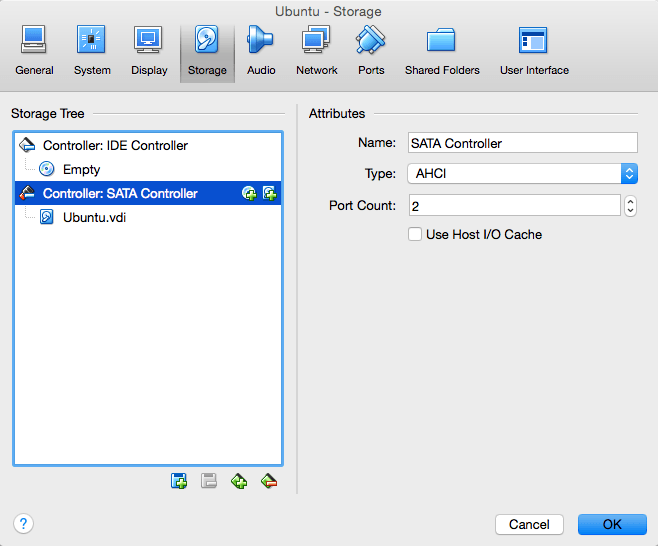 Ubuntu - Storage
General
System
Display
Storage
Audio
Network
Ports
Shared Folders
User Interface
Storage Tree
Controller: IDE Controller
Empty
Controller: SATA Controller
Ubuntu.vdi
Attributes
Name: SATA Controller
Type: AHCI
Port Count: 2
Use Host I/O Cache
?
Cancel
OK